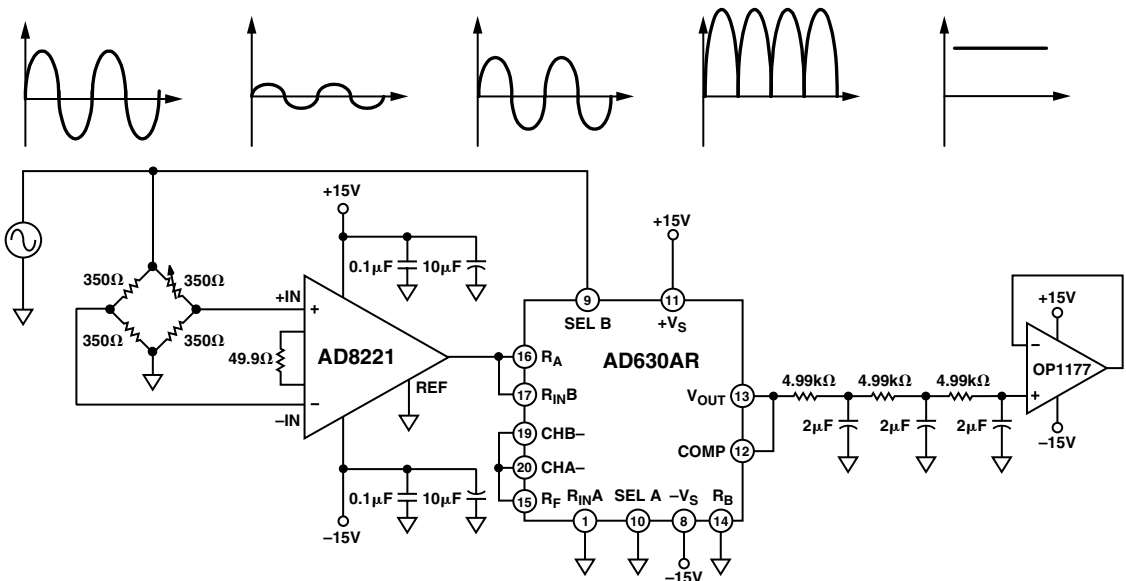 +15V
0.1μF 10μF
350Ω 350Ω
350Ω 350Ω
+IN
+
49.9Ω
AD8221
REF
−
–IN
0.1μF 10μF
–15V
+15V
9 11
SEL B +VS
AD630AR
16 RA
17 RINB
19 CHB–
20 CHA–
15 RF
RINA SEL A –VS RB
1 10 8 14
–15V
VOUT 13
COMP 12
4.99kΩ 4.99kΩ 4.99kΩ
2μF 2μF 2μF
+15V
−
OP1177
+
–15V